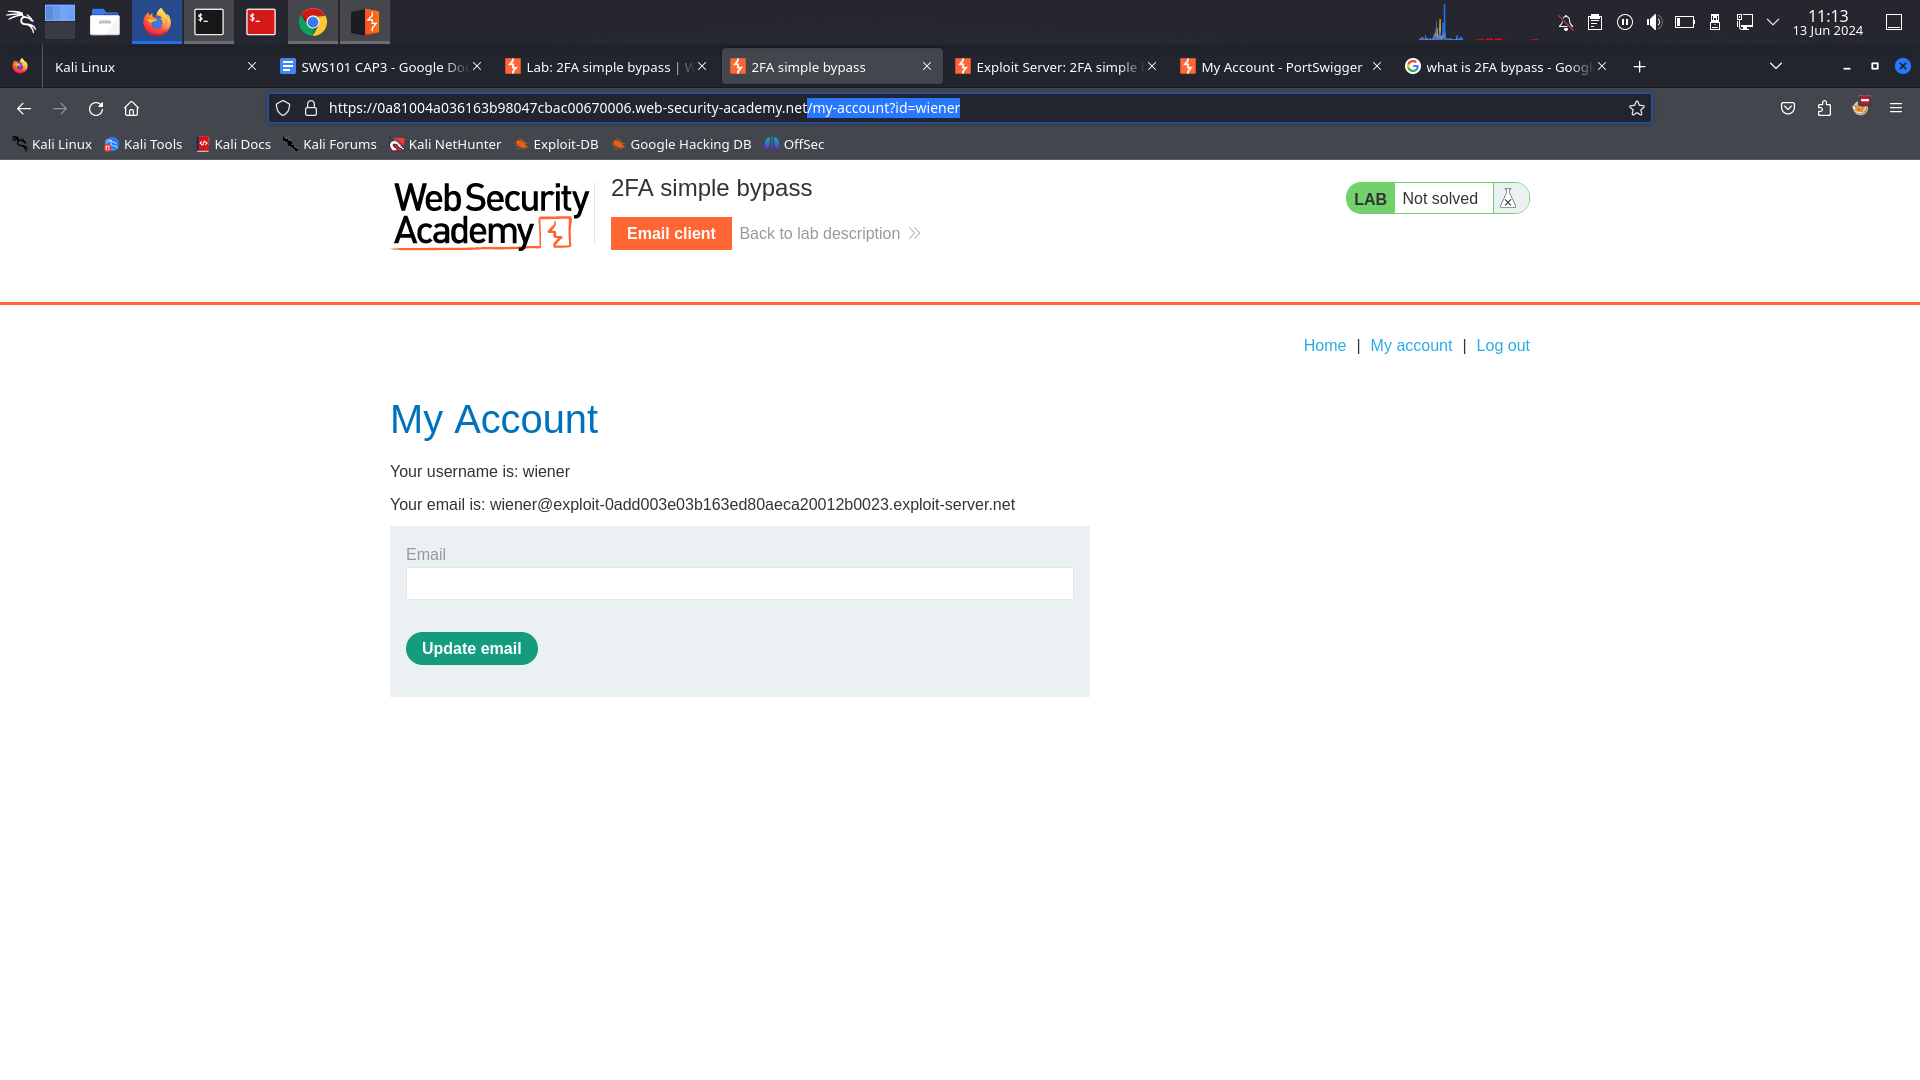 11:13
13 Jun 2024
Kali Linux
SWS101 CAP3 - Google Doc
Lab: 2FA simple bypass | W
2FA simple bypass
Exploit Server: 2FA simple
My Account - PortSwigger
what is 2FA bypass - Googl
https://0a81004a036163b98047cbac00670006.web-security-academy.net/my-account?id=wiener
Kali Linux
Kali Tools
Kali Docs
Kali Forums
Kali NetHunter
Exploit-DB
Google Hacking DB
OffSec
Web Security
Academy
2FA simple bypass
Email client
Back to lab description
LAB
Not solved
Home | My account | Log out
My Account
Your username is: wiener
Your email is: wiener@exploit-0add003e03b163ed80aeca20012b0023.exploit-server.net
Email
Update email